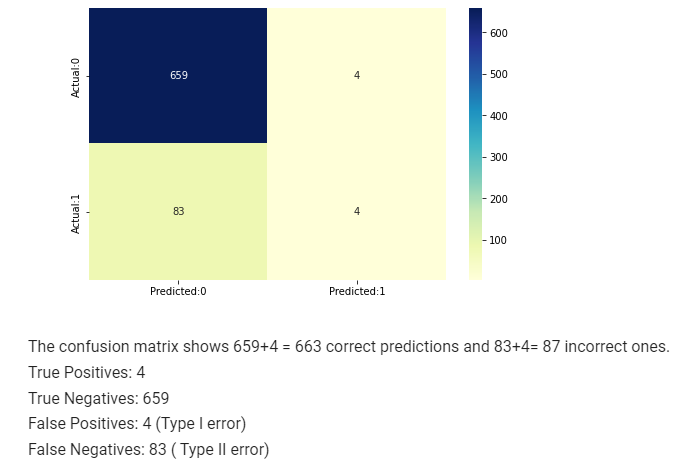 Actual:0
659
4
Actual:1
83
4
Predicted:0
Predicted:1
600
500
400
300
200
100
The confusion matrix shows 659+4 = 663 correct predictions and 83+4= 87 incorrect ones.
True Positives: 4
True Negatives: 659
False Positives: 4 (Type I error)
False Negatives: 83 ( Type II error)